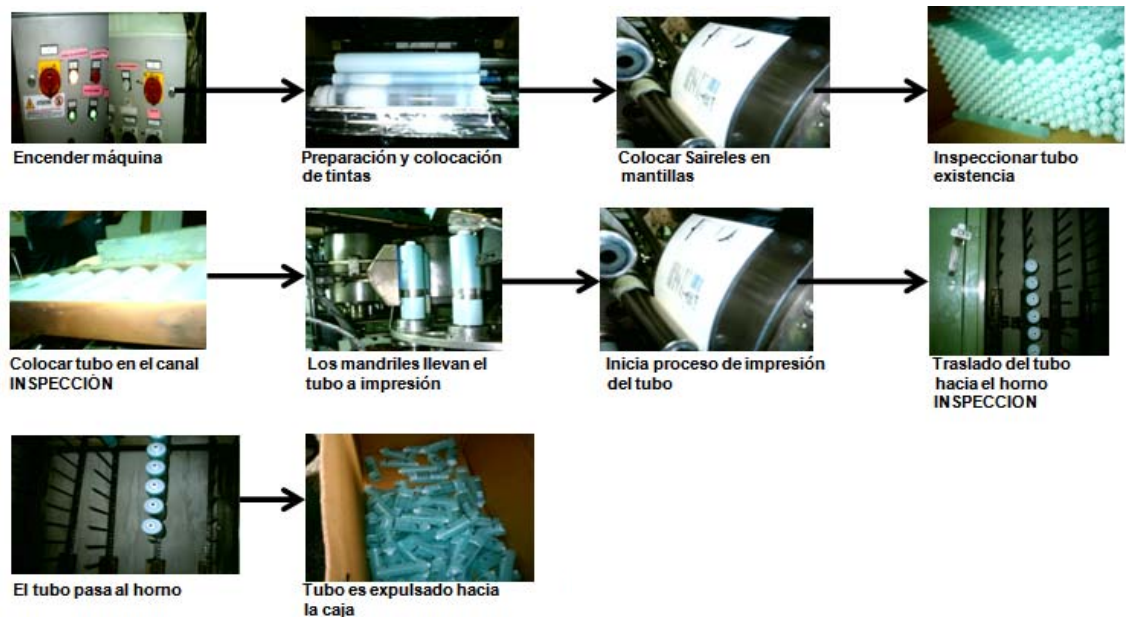 Encender máquina
Preparación y colocación
de tintas
Colocar Saireles en
mantillas
Inspeccionar tubo
existencia
Colocar tubo en el canal
INSPECCIÓN
Los mandriles llevan el
tubo a impresión
Inicia proceso de impresión
del tubo
Traslado del tubo
hacia el horno
INSPECCION
El tubo pasa al horno
Tubo es expulsado hacia
la caja